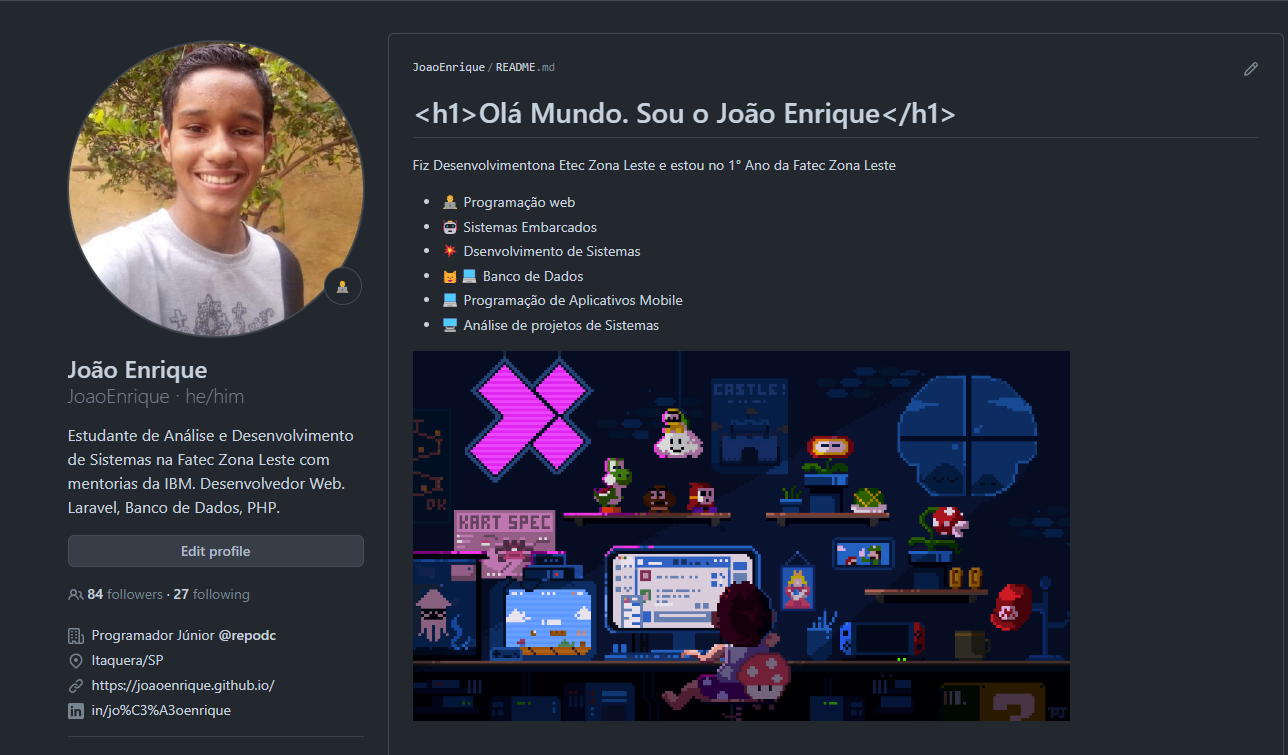 João Enrique
JoaoEnrique · he/him
Estudante de Análise e Desenvolvimento
de Sistemas na Fatec Zona Leste com
mentorias da IBM. Desenvolvedor Web.
Laravel, Banco de Dados, PHP.
Edit profile
84 followers · 27 following
Programador Júnior @repodc
Itaquera/SP
https://joaoenrique.github.io/
in/jo%C3%A3oenrique
JoaoEnrique/README.md
<h1>Olá Mundo. Sou o João Enrique</h1>
Fiz Desenvolvimentona Etec Zona Leste e estou no 1° Ano da Fatec Zona Leste
Programação web
Sistemas Embarcados
Dsenvolvimento de Sistemas
Banco de Dados
Programação de Aplicativos Mobile
Análise de projetos de Sistemas
CASTLE!
DK
KART SPEC